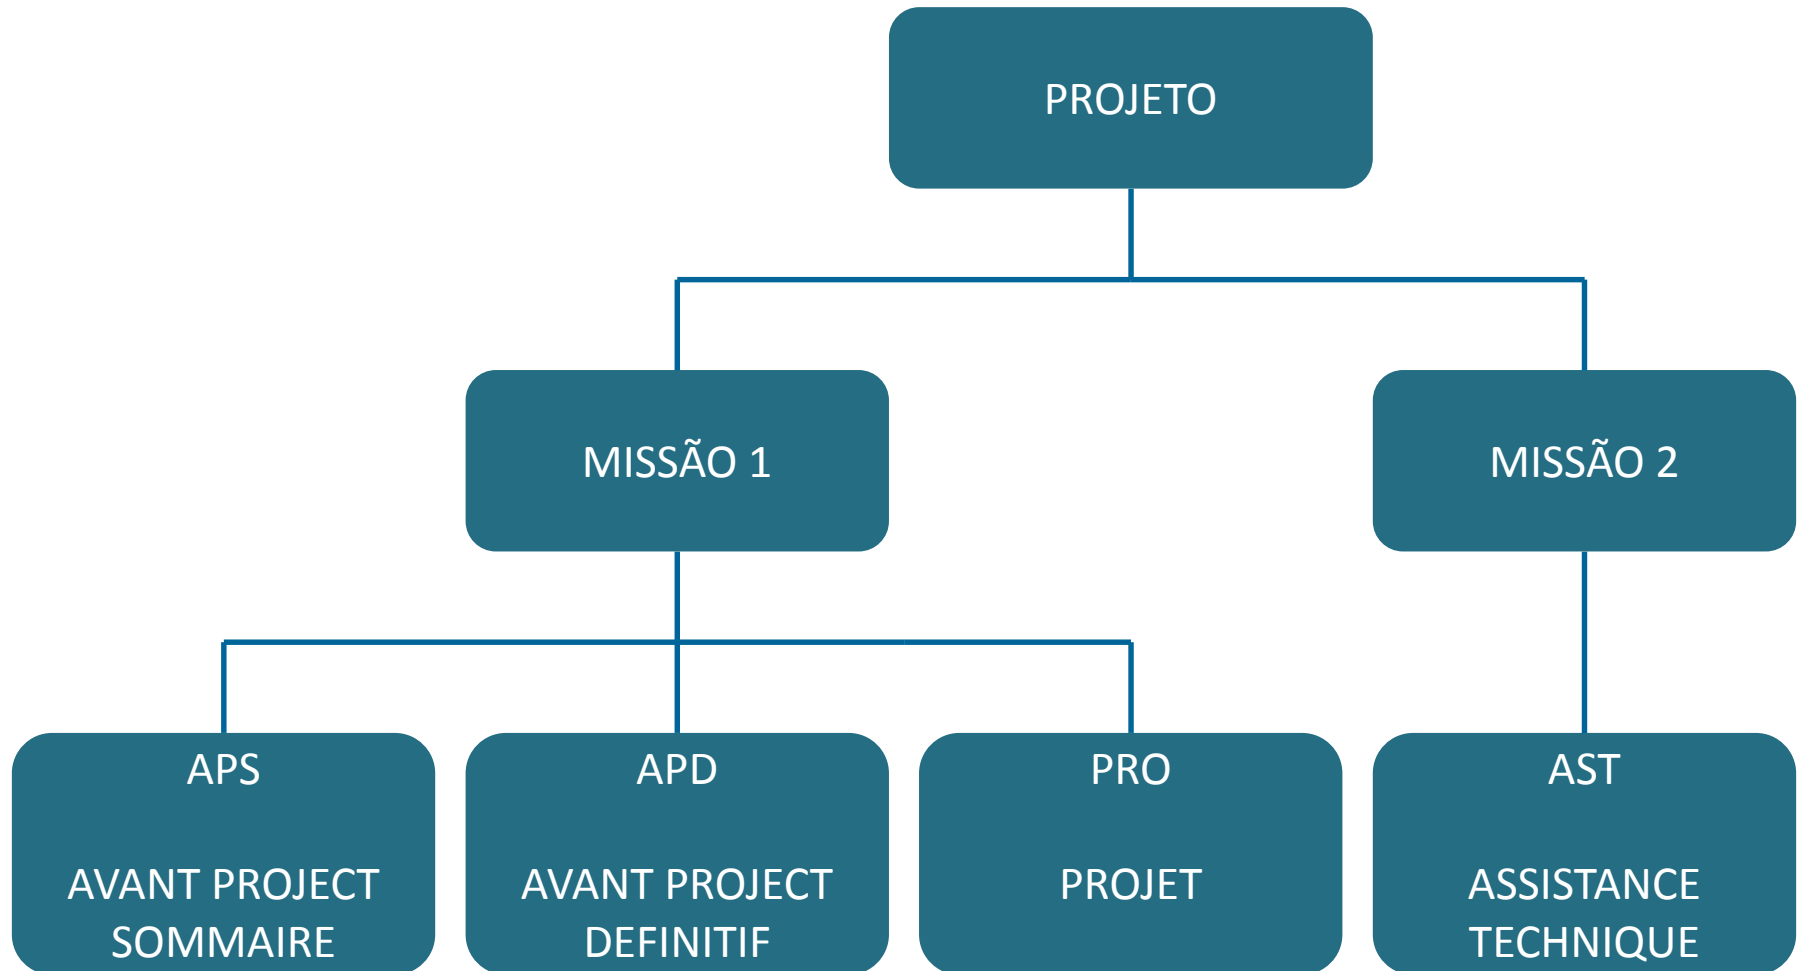 PROJETO
MISSÃO 1
MISSÃO 2
APS
AVANT PROJECT
SOMMAIRE
APD
AVANT PROJECT
DEFINITIF
PRO
PROJET
AST
ASSISTANCE
TECHNIQUE